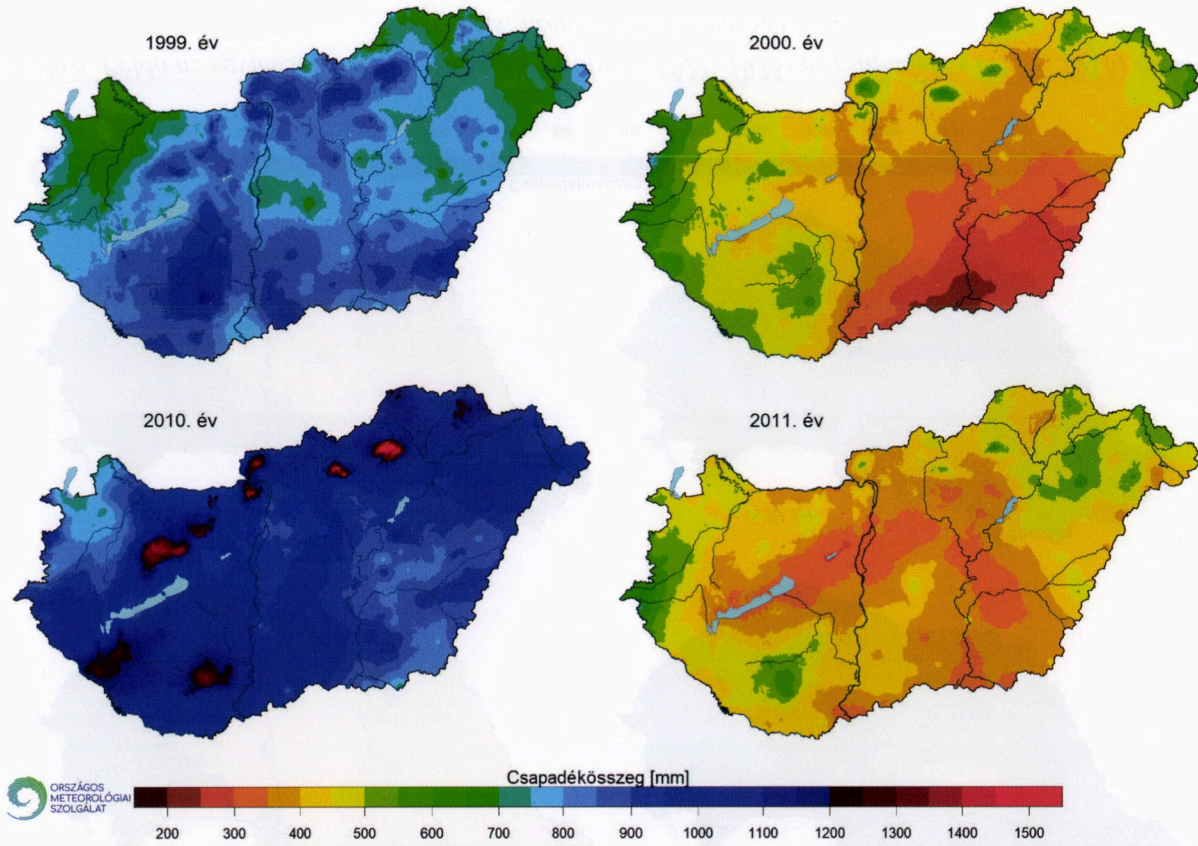 1999. év
2000. év
2010. év
2011. év
Csapadékösszeg [mm]
ORSZÁGOS
METEOROLÓGIAI
SZOLGÁLAT
200 300 400 500 600 700 800 900 1000 1100 1200 1300 1400 1500